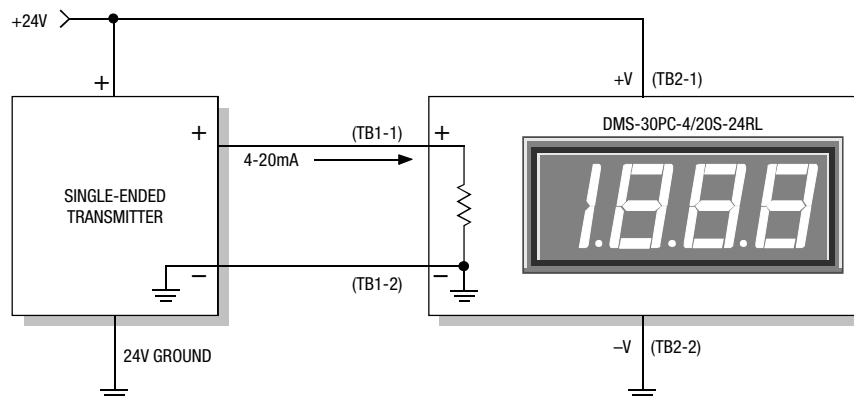 +24V
+
+V (TB2-1)
DMS-30PC-4/20S-24RL
+ (TB1-1) +
4-20mA
1.8.8.8
SINGLE-ENDED
TRANSMITTER
– (TB1-2) –
24V GROUND
–V (TB2-2)